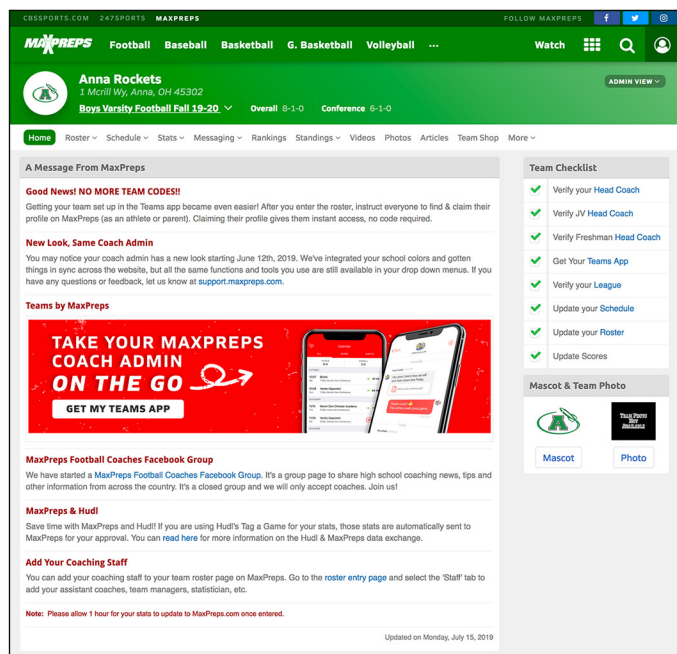 CBSSPORTS.COM 247SPORTS MAXPREPS FOLLOW MAXPREPS
MAXPREPS Football Baseball Basketball G. Basketball Volleyball ••• Watch
Anna Rockets
1 Mcrill Wy, Anna, OH 45302
ADMIN VIEW
Boys Varsity Football Fall 19-20 Overall 8-1-0 Conference 6-1-0
Home Roster Schedule Stats Messaging Rankings Standings Videos Photos Articles Team Shop More
A Message From MaxPreps
Good News! NO MORE TEAM CODES!!
Getting your team set up in the Teams app became even easier! After you enter the roster, instruct everyone to find & claim their
profile on MaxPreps (as an athlete or parent). Claiming their profile gives them instant access, no code required.
New Look, Same Coach Admin
You may notice your coach admin has a new look starting June 12th, 2019. We've integrated your school colors and gotten
things in sync across the website, but all the same functions and tools you use are still available in your drop down menus. If you
have any questions or feedback, let us know at support.maxpreps.com.
Teams by MaxPreps
TAKE YOUR MAXPREPS
COACH ADMIN
ON THE GO
GET MY TEAMS APP
MaxPreps Football Coaches Facebook Group
We have started a MaxPreps Football Coaches Facebook Group. It's a group page to share high school coaching news, tips and
other information from across the country. It's a closed group and we will only accept coaches. Join us!
MaxPreps & Hudl
Save time with MaxPreps and Hudl! If you are using Hudl's Tag a Game for your stats, those stats are automatically sent to
MaxPreps for your approval. You can read here for more information on the Hudl & MaxPreps data exchange.
Add Your Coaching Staff
You can add your coaching staff to your team roster page on MaxPreps. Go to the roster entry page and select the 'Staff' tab to
add your assistant coaches, team managers, statistician, etc.
Note: Please allow 1 hour for your stats to update to MaxPreps.com once entered.
Updated on Monday, July 15, 2019
Team Checklist
Verify your Head Coach
Verify JV Head Coach
Verify Freshman Head Coach
Get Your Teams App
Verify your League
Update your Schedule
Update your Roster
Update Scores
Mascot & Team Photo
A
TEAM PHOTO
NOT
AVAILABLE
Mascot Photo